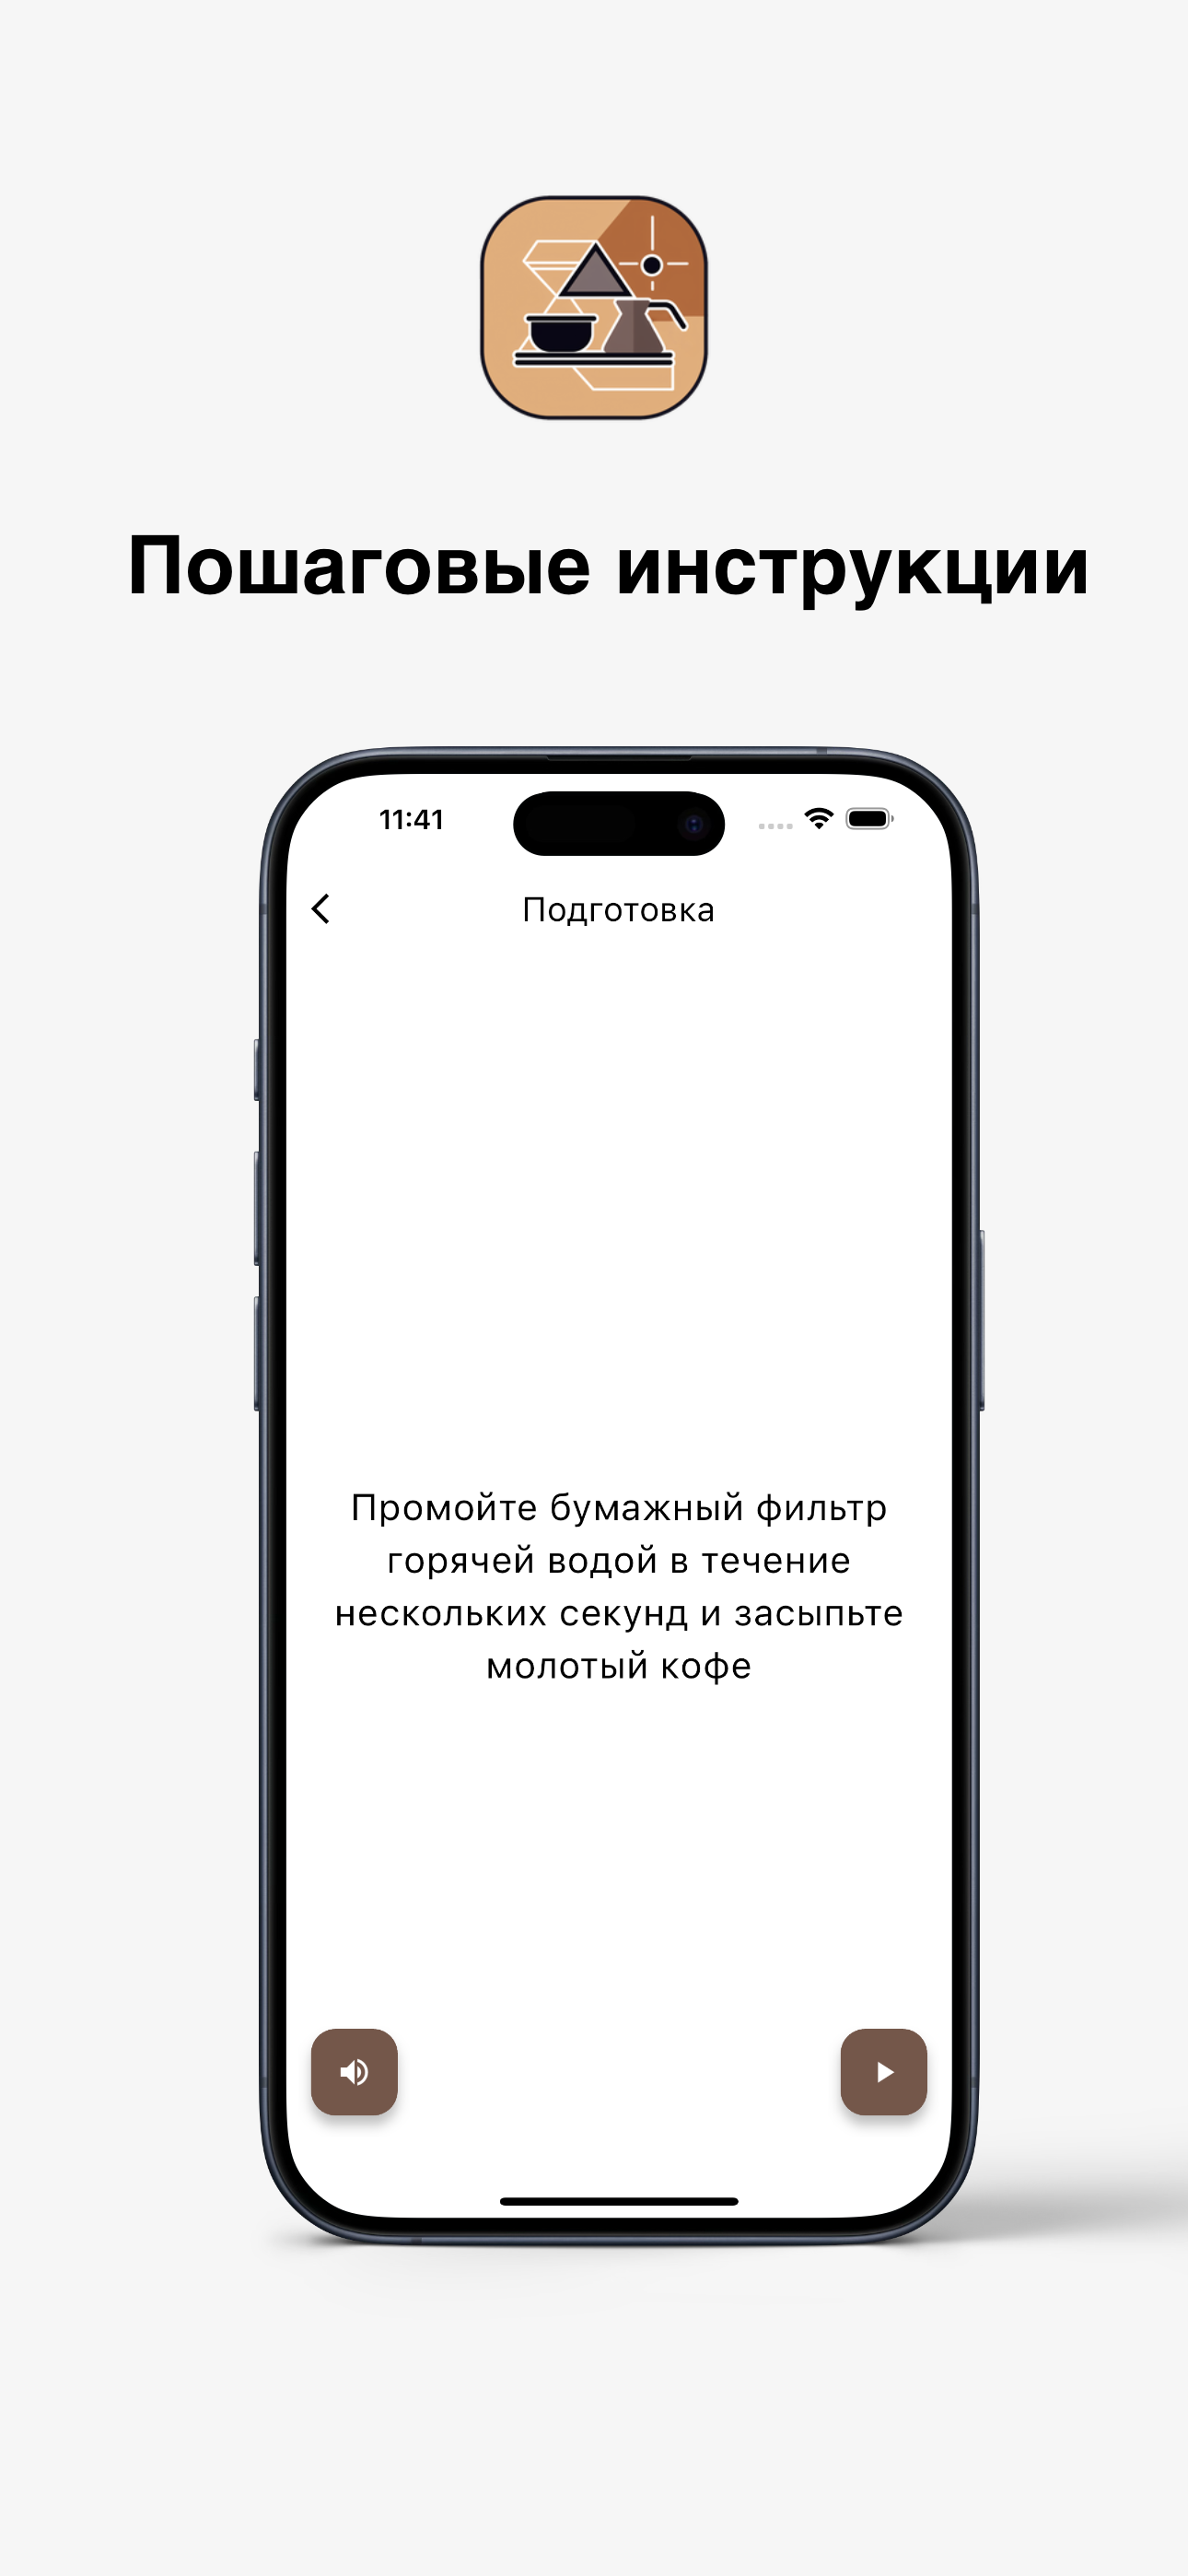 Пошаговые инструкции
11:41
Подготовка
Промойте бумажный фильтр
горячей водой в течение
нескольких секунд и засыпьте
молотый кофе